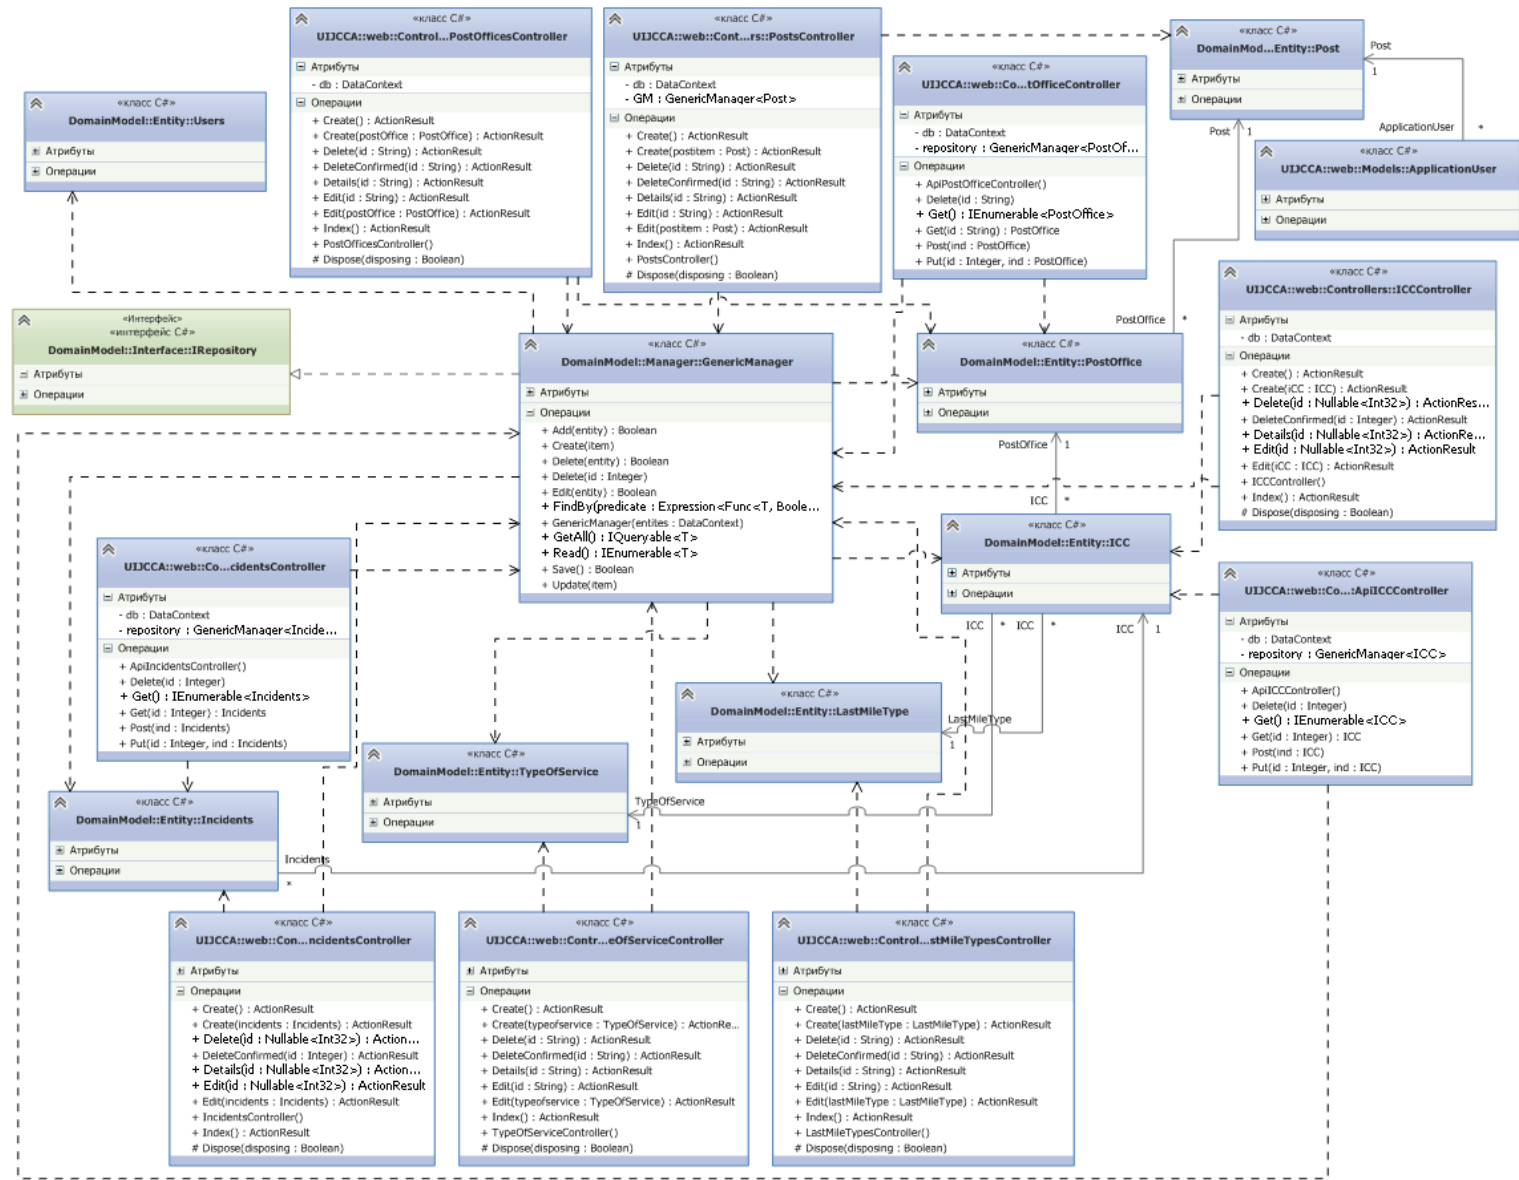 «класс C#»
UIJCCA::web::Control...PostOfficesController
Атрибуты
- db : DataContext
Операции
+ Create() : ActionResult
+ Create(postOffice : PostOffice) : ActionResult
+ Delete(id : String) : ActionResult
+ DeleteConfirmed(id : String) : ActionResult
+ Details(id : String) : ActionResult
+ Edit(id : String) : ActionResult
+ Edit(postOffice : PostOffice) : ActionResult
+ Index() : ActionResult
+ PostOfficesController()
# Dispose(disposing : Boolean)
«класс C#»
UIJCCA::web::Cont...rs::PostsController
Атрибуты
- db : DataContext
- GM : GenericManager<Post>
Операции
+ Create() : ActionResult
+ Create(postitem : Post) : ActionResult
+ Delete(id : String) : ActionResult
+ DeleteConfirmed(id : String) : ActionResult
+ Details(id : String) : ActionResult
+ Edit(id : String) : ActionResult
+ Edit(postitem : Post) : ActionResult
+ Index() : ActionResult
+ PostsController()
# Dispose(disposing : Boolean)
«класс C#»
UIJCCA::web::Co...tOfficeController
Атрибуты
- db : DataContext
- repository : GenericManager<PostOf...
Операции
+ ApiPostOfficeController()
+ Delete(id : String)
+ Get() : IEnumerable<PostOffice>
+ Get(id : String) : PostOffice
+ Post(ind : PostOffice)
+ Put(id : Integer, ind : PostOffice)
«класс C#»
DomainMod...Entity::Post
Атрибуты
Операции
Post
1
ApplicationUser
*
Post
1
«класс C#»
UIJCCA::web::Models::ApplicationUser
Атрибуты
Операции
«класс C#»
DomainModel::Entity::Users
Атрибуты
Операции
«Интерфейс»
«интерфейс C#»
DomainModel::Interface::IRepository
Атрибуты
Операции
«класс C#»
DomainModel::Manager::GenericManager
Атрибуты
Операции
+ Add(entity) : Boolean
+ Create(item)
+ Delete(entity) : Boolean
+ Delete(id : Integer)
+ Edit(entity) : Boolean
+ FindBy(predicate : Expression<Func<T, Boole...
+ GenericManager(entites : DataContext)
+ GetAll() : IQueryable<T>
+ Read() : IEnumerable<T>
+ Save() : Boolean
+ Update(item)
PostOffice
*
«класс C#»
DomainModel::Entity::PostOffice
Атрибуты
Операции
PostOffice
1
ICC
*
«класс C#»
UIJCCA::web::Controllers::ICCController
Атрибуты
- db : DataContext
Операции
+ Create() : ActionResult
+ Create(iCC : ICC) : ActionResult
+ Delete(id : Nullable<Int32>) : ActionRes...
+ DeleteConfirmed(id : Integer) : ActionResult
+ Details(id : Nullable<Int32>) : ActionRe...
+ Edit(id : Nullable<Int32>) : ActionResult
+ Edit(iCC : ICC) : ActionResult
+ ICCController()
+ Index() : ActionResult
# Dispose(disposing : Boolean)
«класс C#»
DomainModel::Entity::ICC
Атрибуты
Операции
ICC
*
ICC
*
ICC
1
«класс C#»
UIJCCA::web::Co...cidentsController
Атрибуты
- db : DataContext
- repository : GenericManager<Incide...
Операции
+ ApiIncidentsController()
+ Delete(id : Integer)
+ Get() : IEnumerable<Incidents>
+ Get(id : Integer) : Incidents
+ Post(ind : Incidents)
+ Put(id : Integer, ind : Incidents)
«класс C#»
UIJCCA::web::Co...:ApiICCController
Атрибуты
- db : DataContext
- repository : GenericManager<ICC>
Операции
+ ApiICCController()
+ Delete(id : Integer)
+ Get() : IEnumerable<ICC>
+ Get(id : Integer) : ICC
+ Post(ind : ICC)
+ Put(id : Integer, ind : ICC)
«класс C#»
DomainModel::Entity::LastMileType
Атрибуты
Операции
LastMileType
1
«класс C#»
DomainModel::Entity::TypeOfService
Атрибуты
Операции
TypeOfService
1
«класс C#»
DomainModel::Entity::Incidents
Атрибуты
Операции
Incidents
*
«класс C#»
UIJCCA::web::Con...ncidentsController
Атрибуты
Операции
+ Create() : ActionResult
+ Create(incidents : Incidents) : ActionResult
+ Delete(id : Nullable<Int32>) : Action...
+ DeleteConfirmed(id : Integer) : ActionResult
+ Details(id : Nullable<Int32>) : Action...
+ Edit(id : Nullable<Int32>) : ActionResult
+ Edit(incidents : Incidents) : ActionResult
+ IncidentsController()
+ Index() : ActionResult
# Dispose(disposing : Boolean)
«класс C#»
UIJCCA::web::Contr...eOfServiceController
Атрибуты
Операции
+ Create() : ActionResult
+ Create(typeofservice : TypeOfService) : ActionRe...
+ Delete(id : String) : ActionResult
+ DeleteConfirmed(id : String) : ActionResult
+ Details(id : String) : ActionResult
+ Edit(id : String) : ActionResult
+ Edit(typeofservice : TypeOfService) : ActionResult
+ Index() : ActionResult
+ TypeOfServiceController()
# Dispose(disposing : Boolean)
«класс C#»
UIJCCA::web::Control...stMileTypesController
Атрибуты
Операции
+ Create() : ActionResult
+ Create(lastMileType : LastMileType) : ActionResult
+ Delete(id : String) : ActionResult
+ DeleteConfirmed(id : String) : ActionResult
+ Details(id : String) : ActionResult
+ Edit(id : String) : ActionResult
+ Edit(lastMileType : LastMileType) : ActionResult
+ Index() : ActionResult
+ LastMileTypesController()
# Dispose(disposing : Boolean)